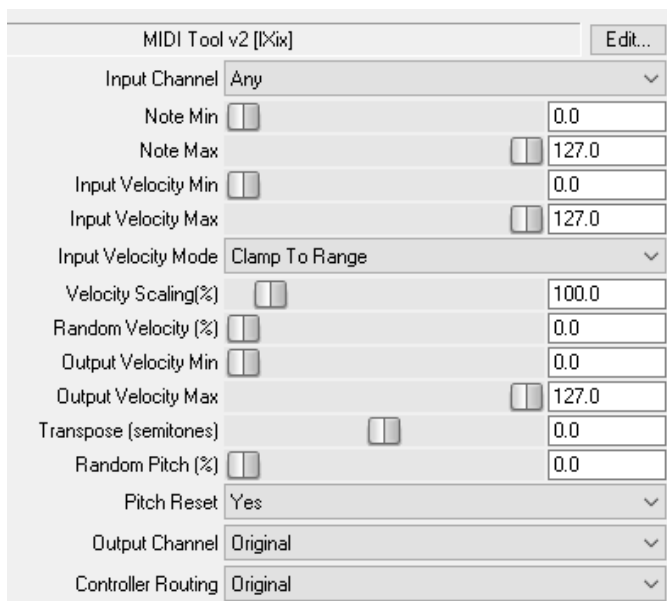 MIDI Tool v2 [IXix] Edit...
Input Channel Any
Note Min 0.0
Note Max 127.0
Input Velocity Min 0.0
Input Velocity Max 127.0
Input Velocity Mode Clamp To Range
Velocity Scaling(%) 100.0
Random Velocity (%) 0.0
Output Velocity Min 0.0
Output Velocity Max 127.0
Transpose (semitones) 0.0
Random Pitch (%) 0.0
Pitch Reset Yes
Output Channel Original
Controller Routing Original